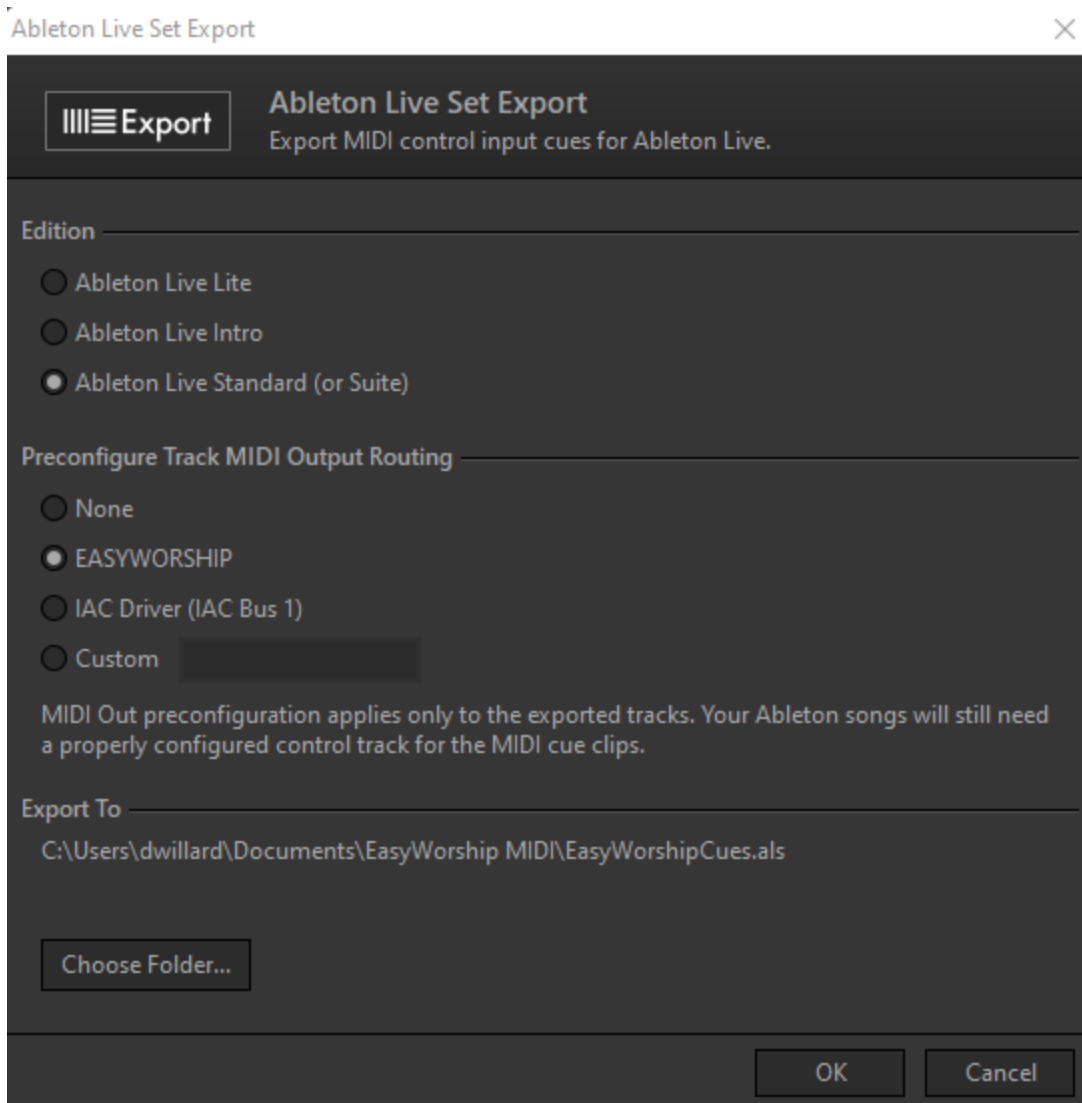 Ableton Live Set Export
Export
Ableton Live Set Export
Export MIDI control input cues for Ableton Live.
Edition
Ableton Live Lite
Ableton Live Intro
Ableton Live Standard (or Suite)
Preconfigure Track MIDI Output Routing
None
EASYWORSHIP
IAC Driver (IAC Bus 1)
Custom
MIDI Out preconfiguration applies only to the exported tracks. Your Ableton songs will still need
a properly configured control track for the MIDI cue clips.
Export To
C:\Users\dwillard\Documents\EasyWorship MIDI\EasyWorshipCues.als
Choose Folder...
OK
Cancel